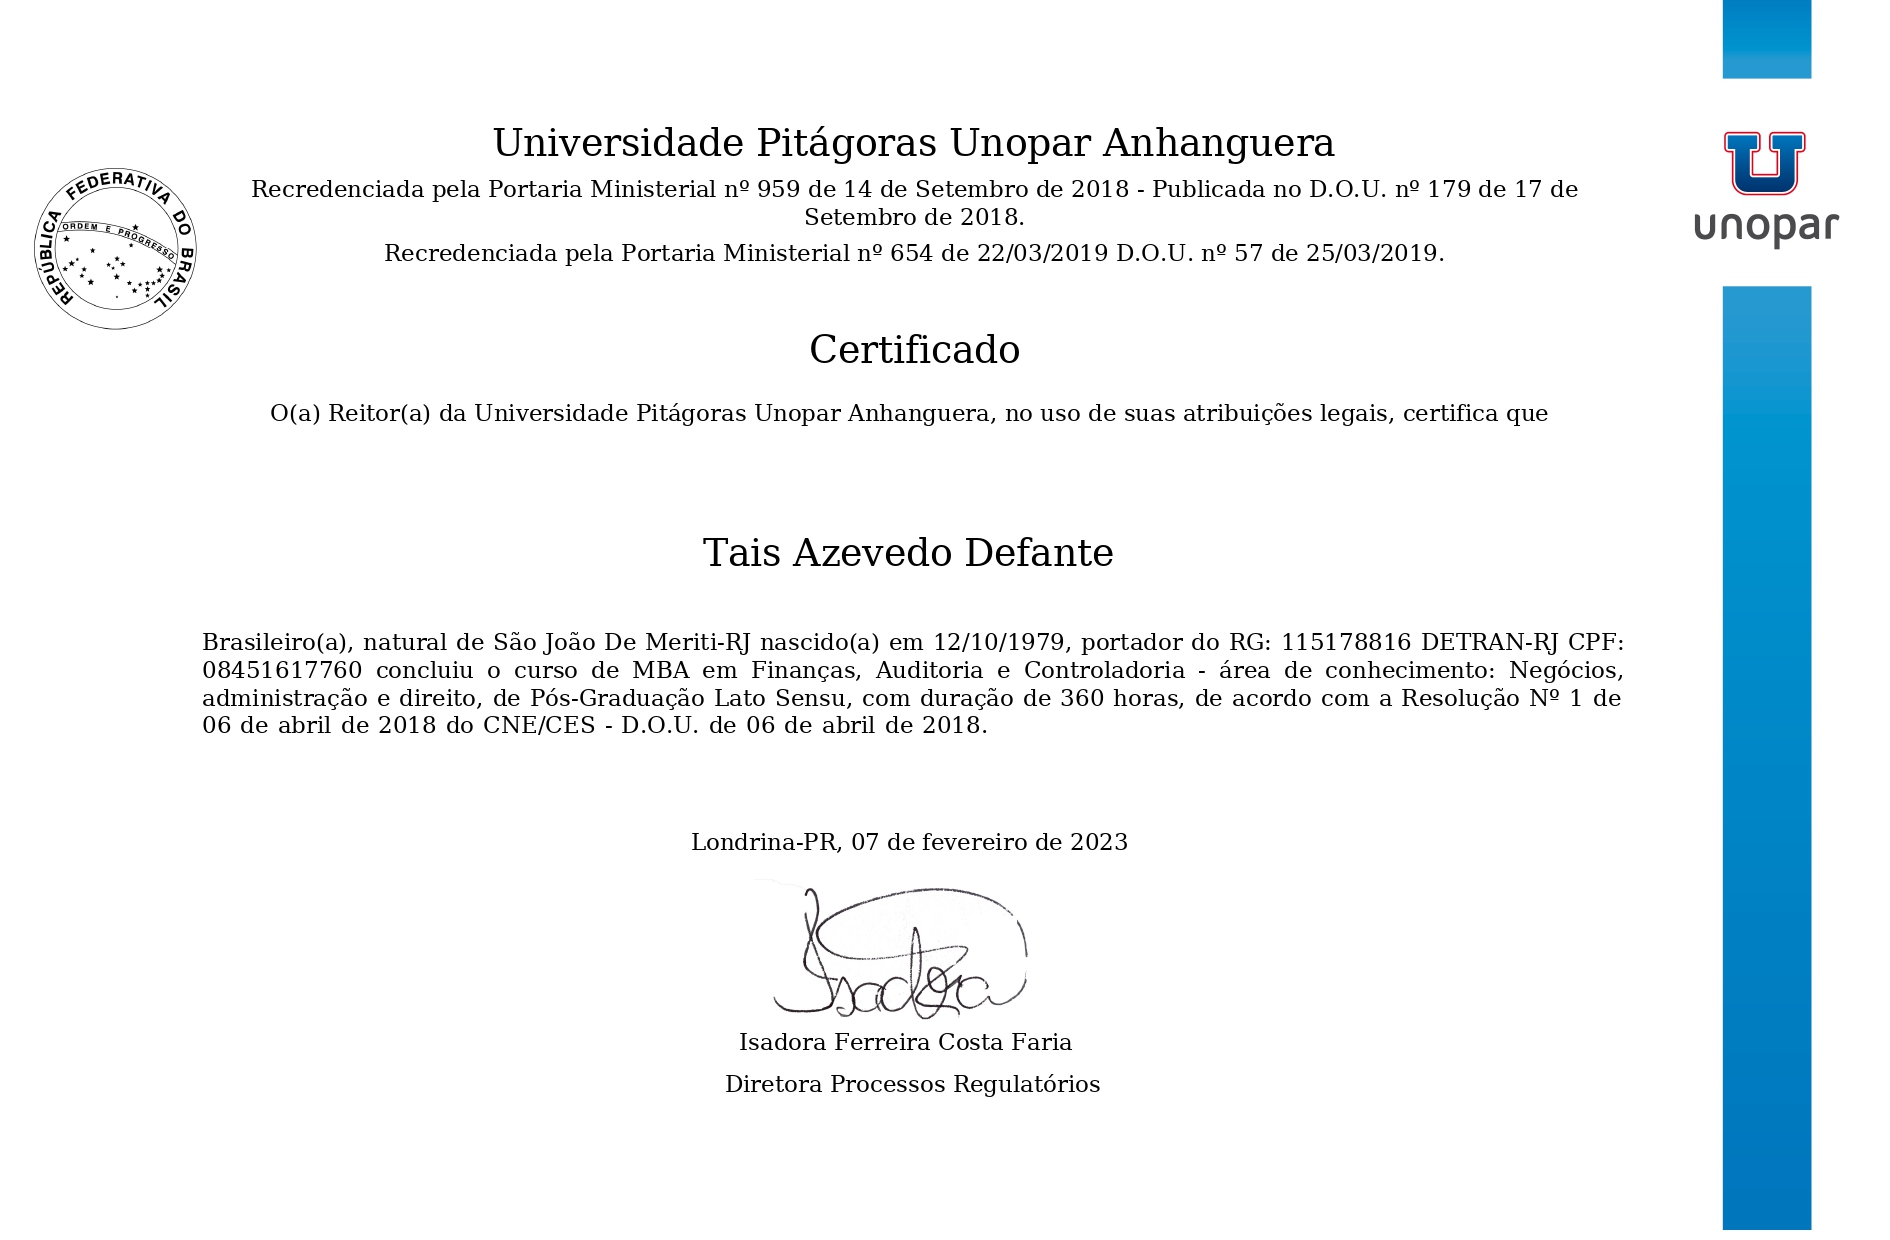 Universidade Pitágoras Unopar Anhanguera
Recredenciada pela Portaria Ministerial nº 959 de 14 de Setembro de 2018 - Publicada no D.O.U. nº 179 de 17 de
Setembro de 2018.
Recredenciada pela Portaria Ministerial nº 654 de 22/03/2019 D.O.U. nº 57 de 25/03/2019.
REPÚBLICA FEDERATIVA DO BRASIL
ORDEM E PROGRESSO
unopar
Certificado
O(a) Reitor(a) da Universidade Pitágoras Unopar Anhanguera, no uso de suas atribuições legais, certifica que
Tais Azevedo Defante
Brasileiro(a), natural de São João De Meriti-RJ nascido(a) em 12/10/1979, portador do RG: 115178816 DETRAN-RJ CPF:
08451617760 concluiu o curso de MBA em Finanças, Auditoria e Controladoria - área de conhecimento: Negócios,
administração e direito, de Pós-Graduação Lato Sensu, com duração de 360 horas, de acordo com a Resolução Nº 1 de
06 de abril de 2018 do CNE/CES - D.O.U. de 06 de abril de 2018.
Londrina-PR, 07 de fevereiro de 2023
Isadora
Isadora Ferreira Costa Faria
Diretora Processos Regulatórios